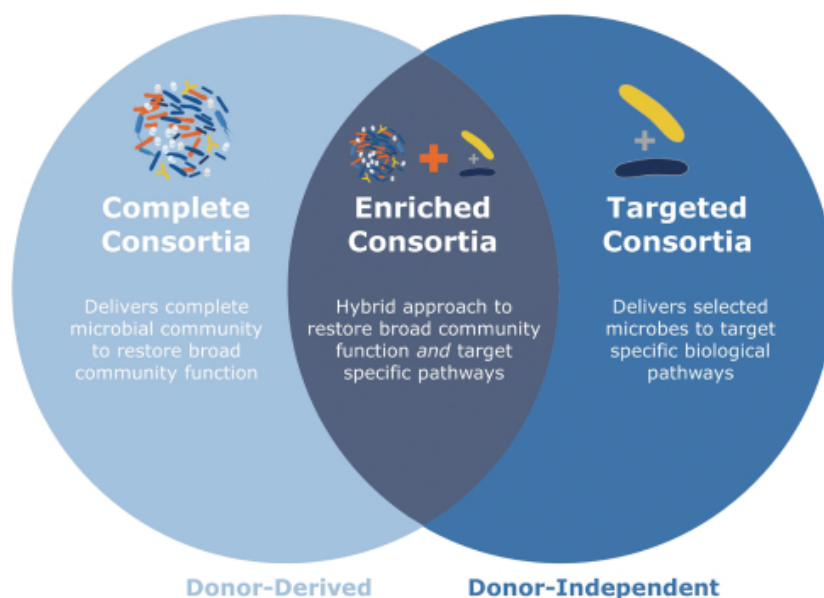 Complete
Consortia
Delivers complete
microbial community
to restore broad
community function
Enriched
Consortia
Hybrid approach to
restore broad community
function and target
specific pathways
Targeted
Consortia
Delivers selected
microbes to target
specific biological
pathways
Donor-Derived
Donor-Independent